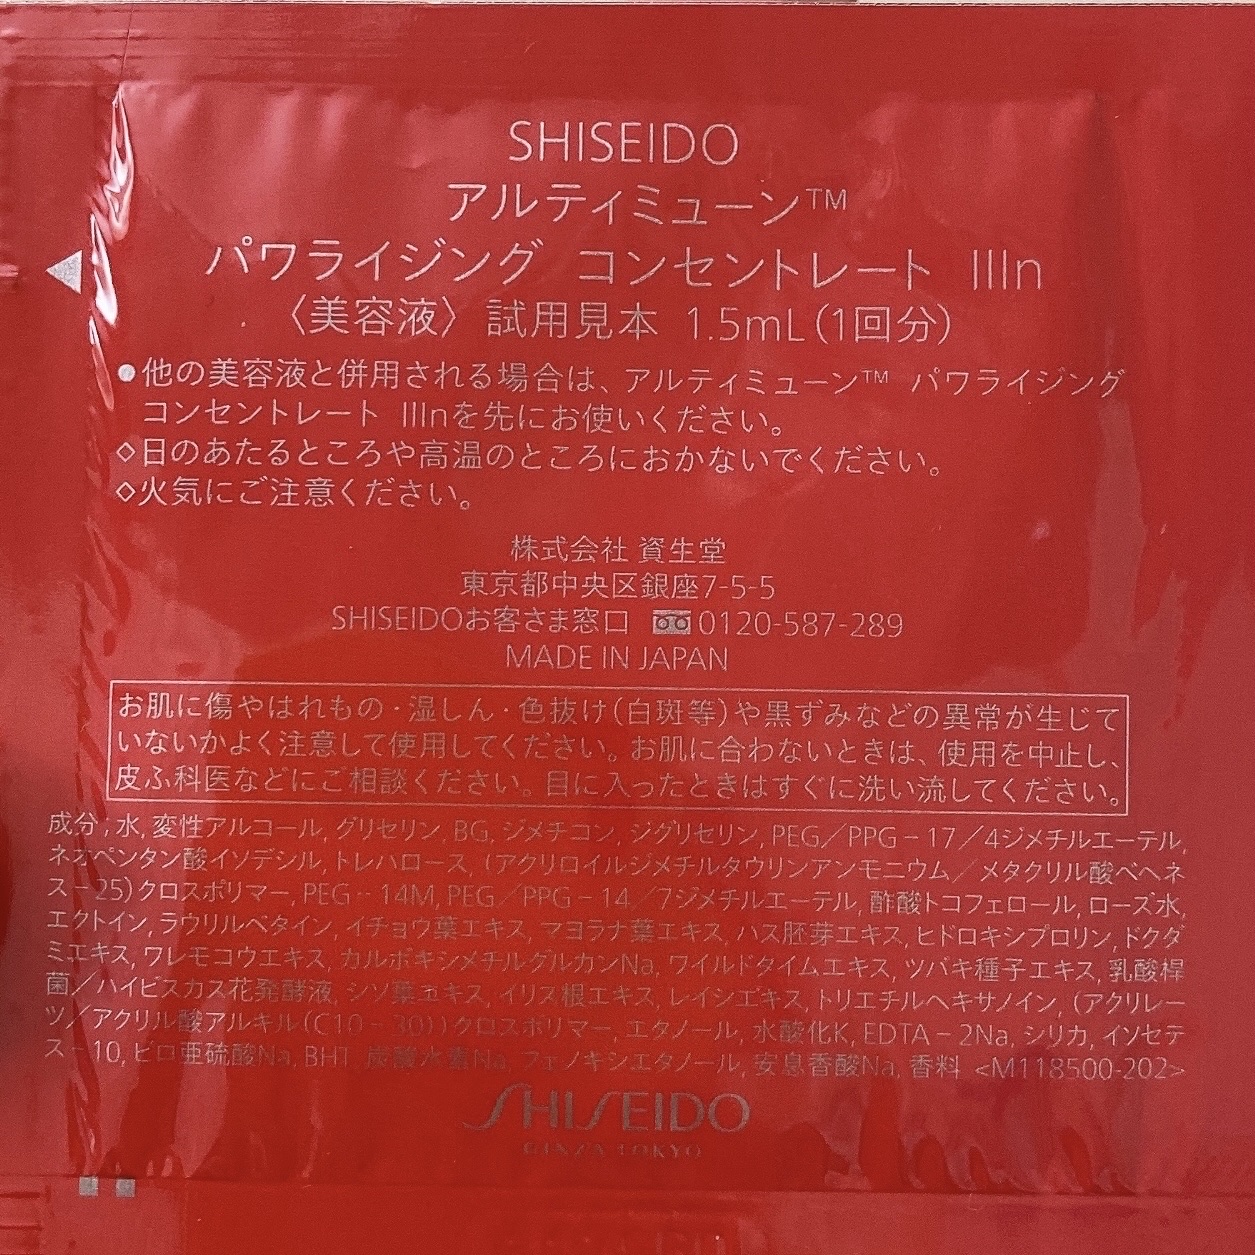 SHISEIDO
アルティミューン™
パワライジング コンセントレート IIIn
〈美容液〉 試用見本 1.5mL(1回分)
●他の美容液と併用される場合は、アルティミューン™ パワライジング
コンセントレート IIInを先にお使いください。
◇日のあたるところや高温のところにおかないでください。
◇火気にご注意ください。
株式会社 資生堂
東京都中央区銀座7-5-5
SHISEIDOお客さま窓口 0120-587-289
MADE IN JAPAN
お肌に傷やはれもの・湿しん・色抜け(白斑等)や黒ずみなどの異常が生じて
いないかよく注意して使用してください。お肌に合わないときは、使用を中止し、
皮ふ科医などにご相談ください。目に入ったときはすぐに洗い流してください。
成分:水,変性アルコール,グリセリン,BG,ジメチコン,ジグリセリン,PEG/PPG-17/4ジメチルエーテル,
ネオペンタン酸イソデシル,トレハロース,(アクリロイルジメチルタウリンアンモニウム/メタクリル酸ベヘネ
ス-25)クロスポリマー,PEG-14M,PEG/PPG-14/7ジメチルエーテル,酢酸トコフェロール,ローズ水,
エクトイン,ラウリルベタイン,イチョウ葉エキス,マヨラナ葉エキス,ハス胚芽エキス,ヒドロキシプロリン,ドクダ
ミエキス,ワレモコウエキス,カルボキシメチルグルカンNa,ワイルドタイムエキス,ツバキ種子エキス,乳酸桿
菌/ハイビスカス花発酵液,シソ葉エキス,イリス根エキス,レイシエキス,トリエチルヘキサノイン,(アクリレー
ツ/アクリル酸アルキル(C10-30))クロスポリマー,エタノール,水酸化K,EDTA-2Na,シリカ,イソセテ
ス-10,ピロ亜硫酸Na,BHT,炭酸水素Na,フェノキシエタノール,安息香酸Na,香料 <M118500-202>
SHISEIDO
GINZA TOKYO